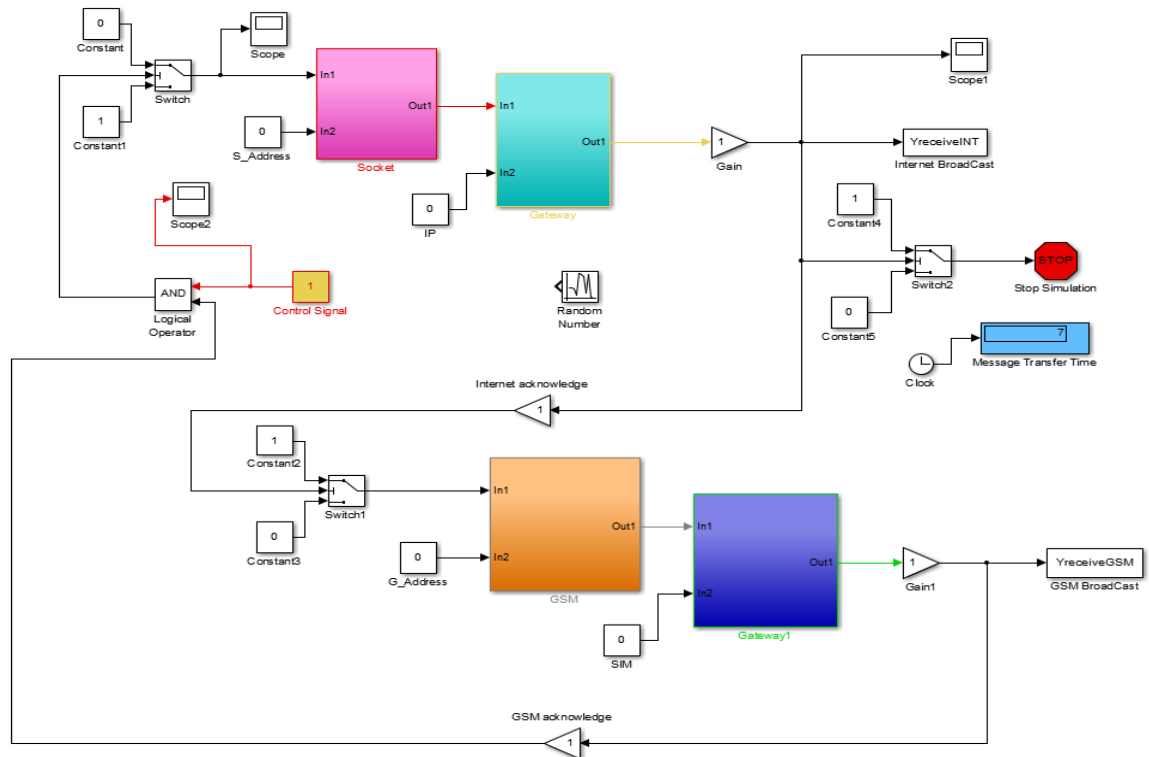 0
Constant
Scope
Switch
1
Constant1
In1
Out1
In2
Socket
0
S_Address
In1
Out1
In2
Gateway
0
IP
1
Gain
Scope1
YreceiveINT
Internet BroadCast
1
Constant4
Switch2
0
Constant5
STOP
Stop Simulation
Scope2
AND
Logical
Operator
1
Control Signal
Random
Number
Clock
7
Message Transfer Time
Internet acknowledge
1
1
Constant2
Switch1
0
Constant3
In1
Out1
In2
GSM
0
G_Address
In1
Out1
In2
Gateway1
0
SIM
1
Gain1
YreceiveGSM
GSM BroadCast
GSM acknowledge
1